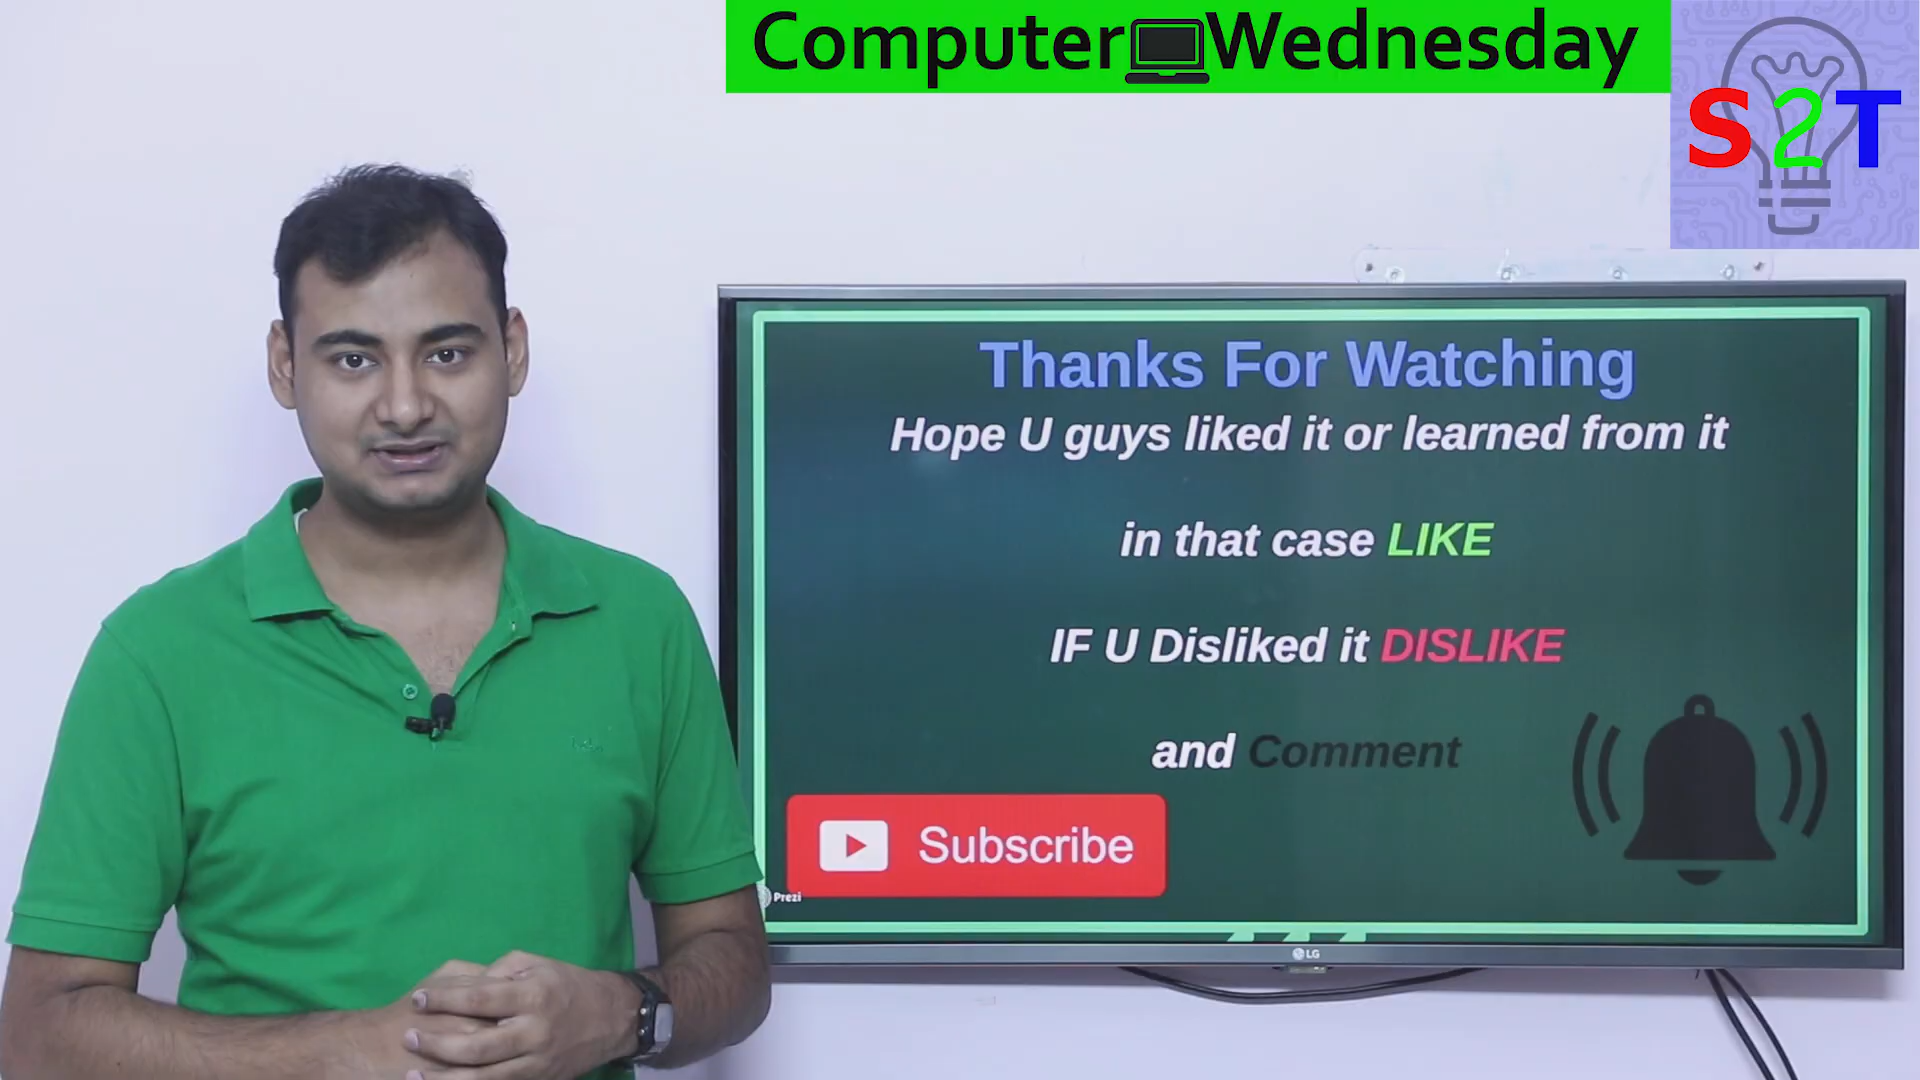 Computer Wednesday
S2T
Thanks For Watching
Hope U guys liked it or learned from it
in that case LIKE
IF U Disliked it DISLIKE
and Comment
Subscribe
Prezi
LG